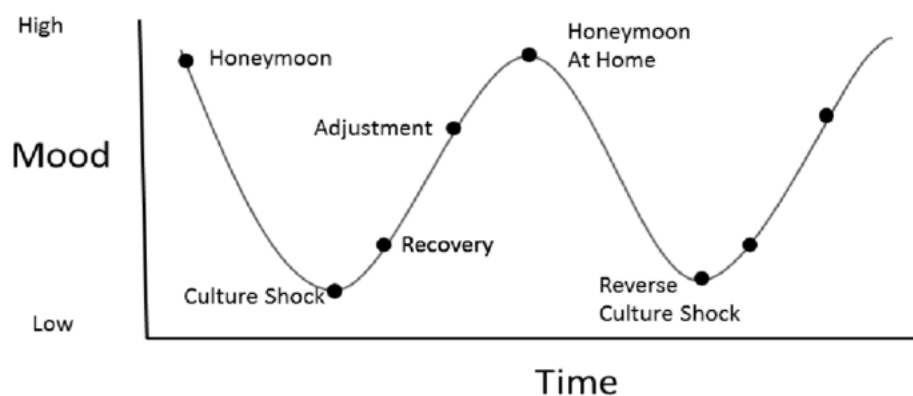 High
Honeymoon
Honeymoon
At Home
Adjustment
Mood
Recovery
Culture Shock
Reverse
Culture Shock
Low
Time